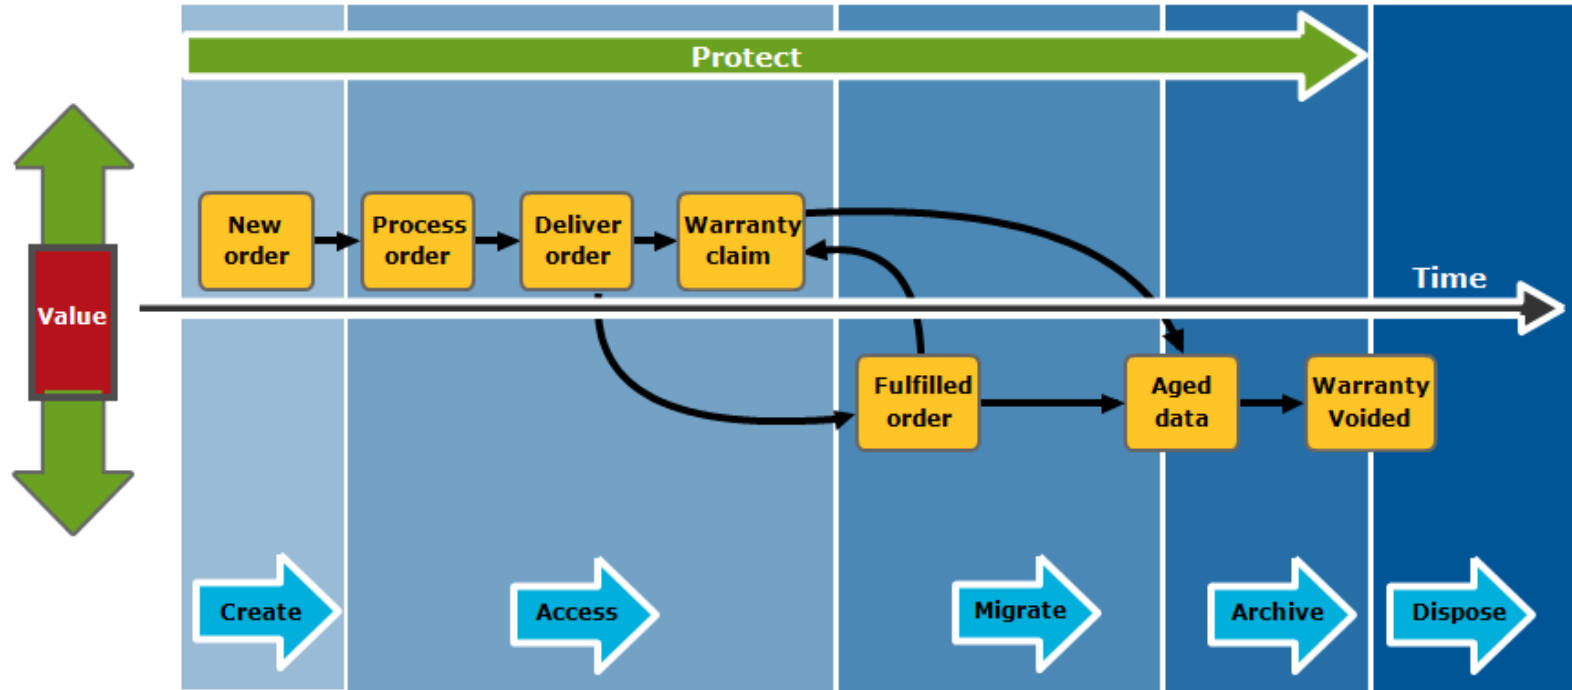 Protect
New
order
Process
order
Deliver
order
Warranty
claim
Time
Value
Fulfilled
order
Aged
data
Warranty
Voided
Create
Access
Migrate
Archive
Dispose